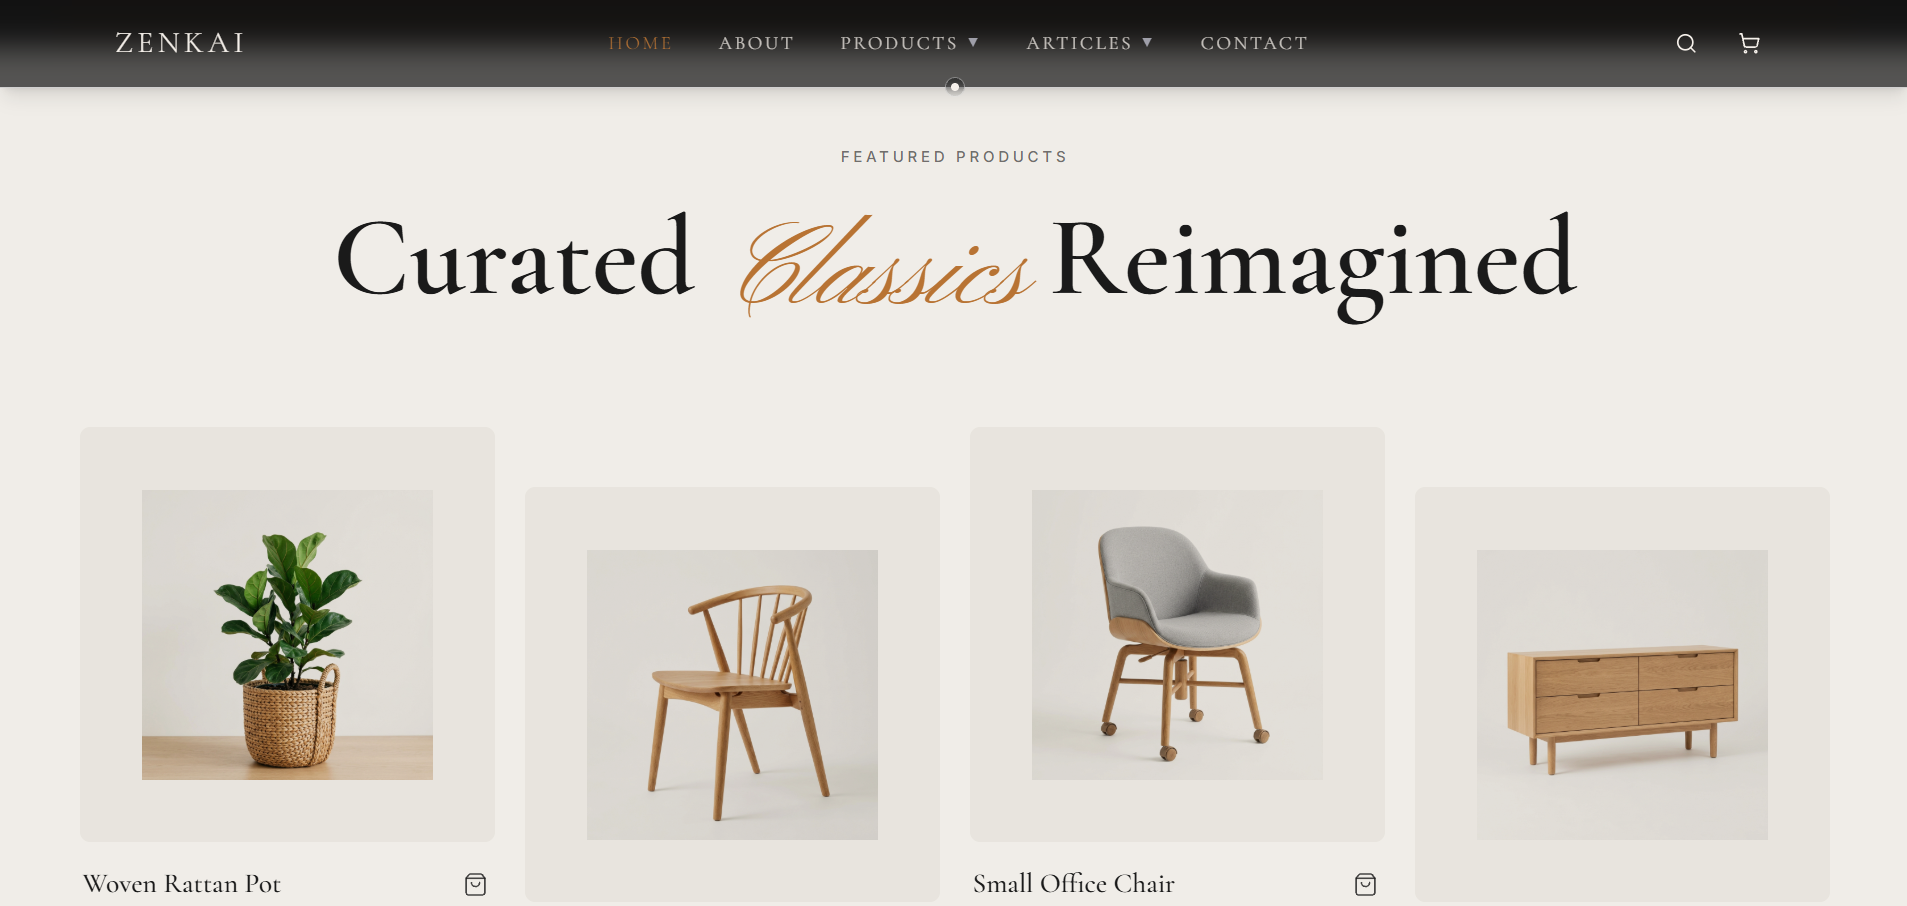 ZENKAI
HOME ABOUT PRODUCTS ▼ ARTICLES ▼ CONTACT
FEATURED PRODUCTS
Curated Classics Reimagined
Woven Rattan Pot
Small Office Chair